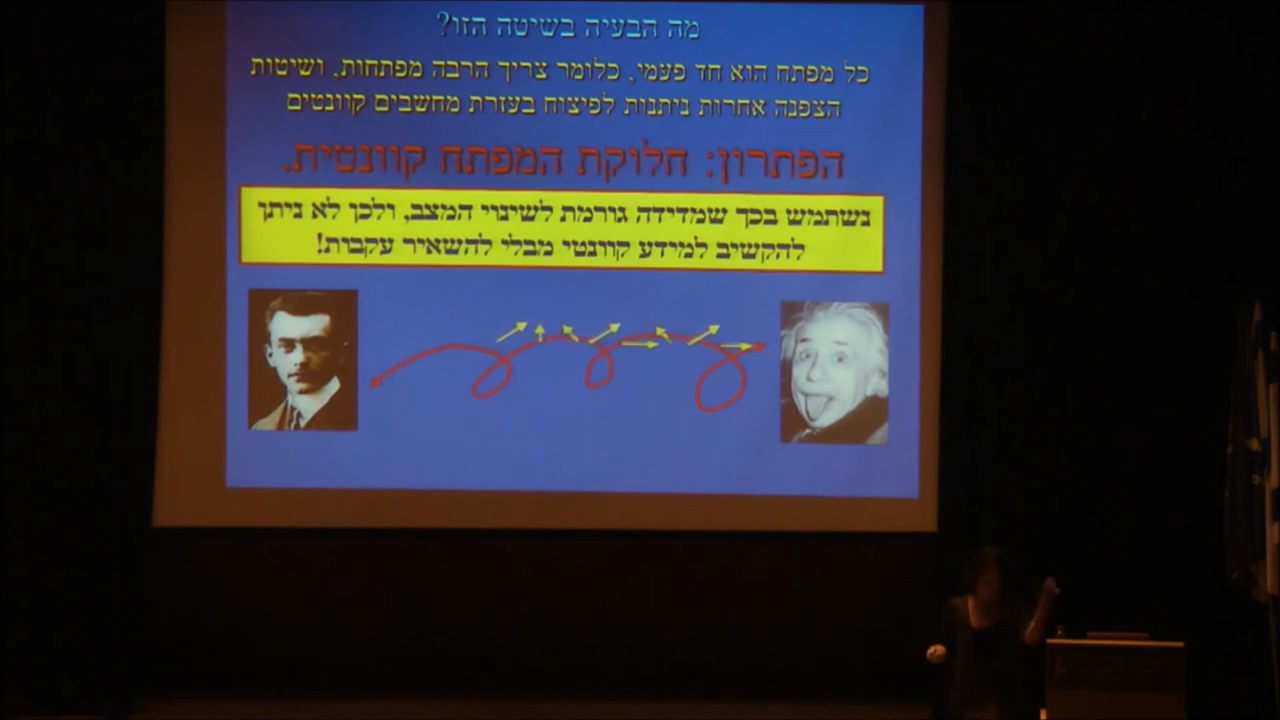 מה הבעיה בשיטה הזו?
כל מפתח הוא חד פעמי, כלומר צריך הרבה מפתחות, ושיטות
הצפנה אחרות ניתנות לפיצוח בעזרת מחשבים קוונטים
הפתרון: חלוקת המפתח קוונטית.
נשתמש בכך שמדידה גורמת לשינוי המצב, ולכן לא ניתן
להקשיב למידע קוונטי מבלי להשאיר עקבות!